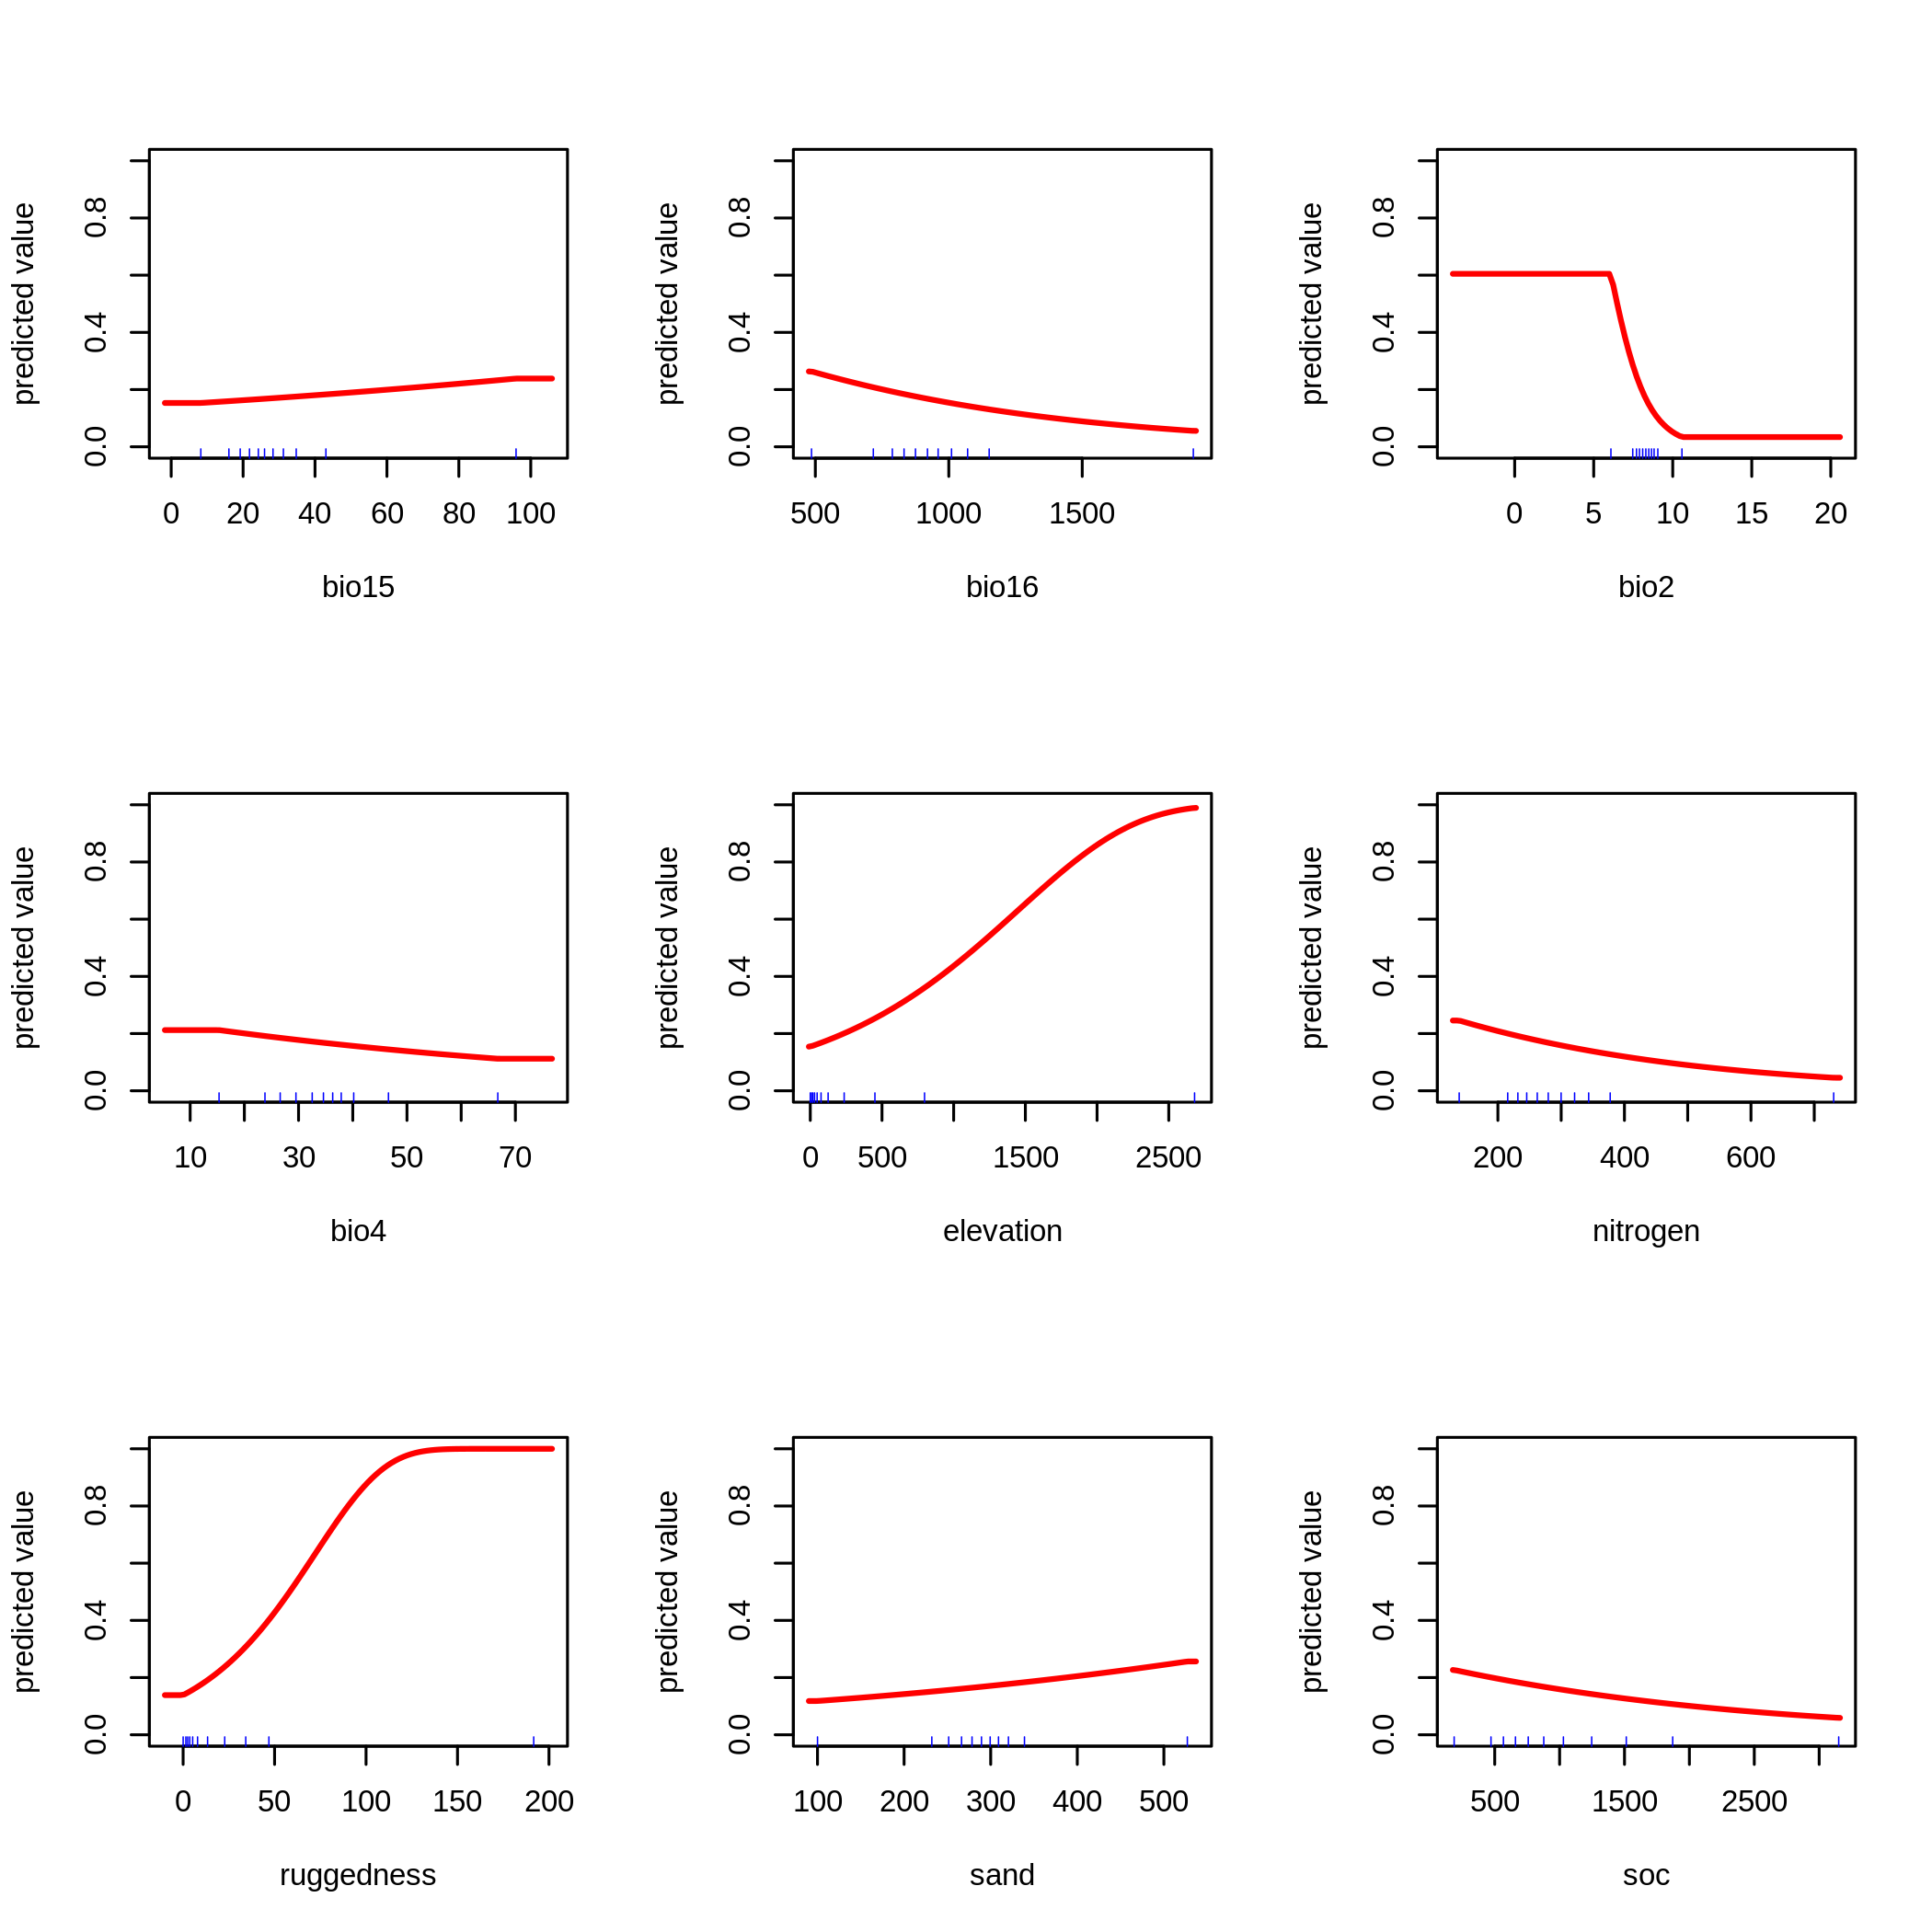 predicted value
0.0 0.4 0.8
0 20 40 60 80 100
bio15
predicted value
0.0 0.4 0.8
500 1000 1500
bio16
predicted value
0.0 0.4 0.8
0 5 10 15 20
bio2
predicted value
0.0 0.4 0.8
10 30 50 70
bio4
predicted value
0.0 0.4 0.8
0 500 1500 2500
elevation
predicted value
0.0 0.4 0.8
200 400 600
nitrogen
predicted value
0.0 0.4 0.8
0 50 100 150 200
ruggedness
predicted value
0.0 0.4 0.8
100 200 300 400 500
sand
predicted value
0.0 0.4 0.8
500 1500 2500
soc